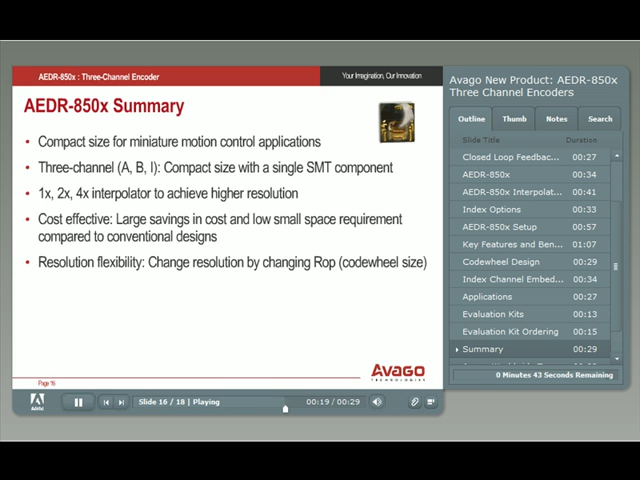 AEDR-850x : Three-Channel Encoder
Your Imagination, Our Innovation
AEDR-850x Summary
• Compact size for miniature motion control applications
• Three-channel (A, B, I): Compact size with a single SMT component
• 1x, 2x, 4x interpolator to achieve higher resolution
• Cost effective: Large savings in cost and low small space requirement
compared to conventional designs
• Resolution flexibility: Change resolution by changing Rop (codewheel size)
Page 16
AVAGO
TECHNOLOGIES
Adobe
Slide 16 / 18 | Playing
00:19 / 00:29
Avago New Product: AEDR-850x
Three Channel Encoders
Outline Thumb Notes Search
Slide Title Duration
Closed Loop Feedbac... 00:27
AEDR-850x 00:34
AEDR-850x Interpolat... 00:41
Index Options 00:33
AEDR-850x Setup 00:57
Key Features and Ben... 01:07
Codewheel Design 00:29
Index Channel Embed... 00:34
Applications 00:27
Evaluation Kits 00:13
Evaluation Kit Ordering 00:15
Summary 00:29
0 Minutes 43 Seconds Remaining